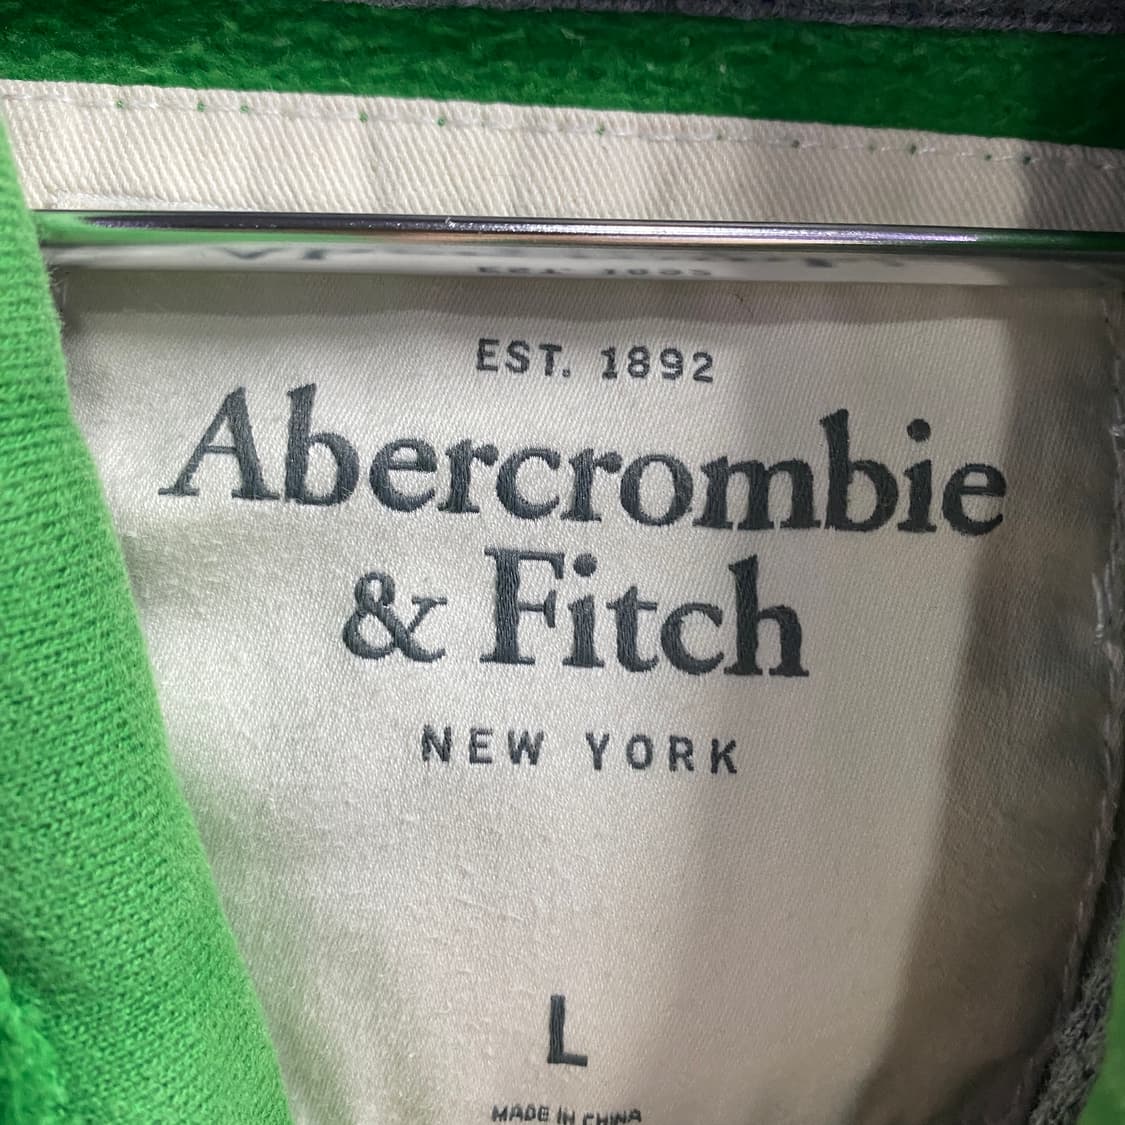 EST. 1892
Abercrombie
& Fitch
NEW YORK
L
MADE IN CHINA